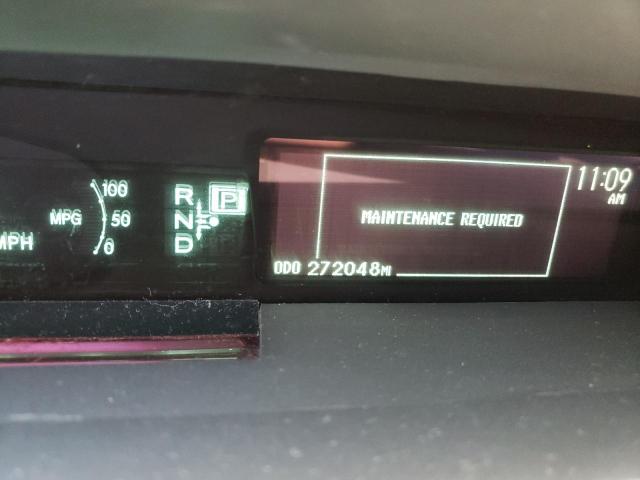 100
MPG 50
MPH 0
R P
N
D
11:09
AM
MAINTENANCE REQUIRED
ODO 272048MI